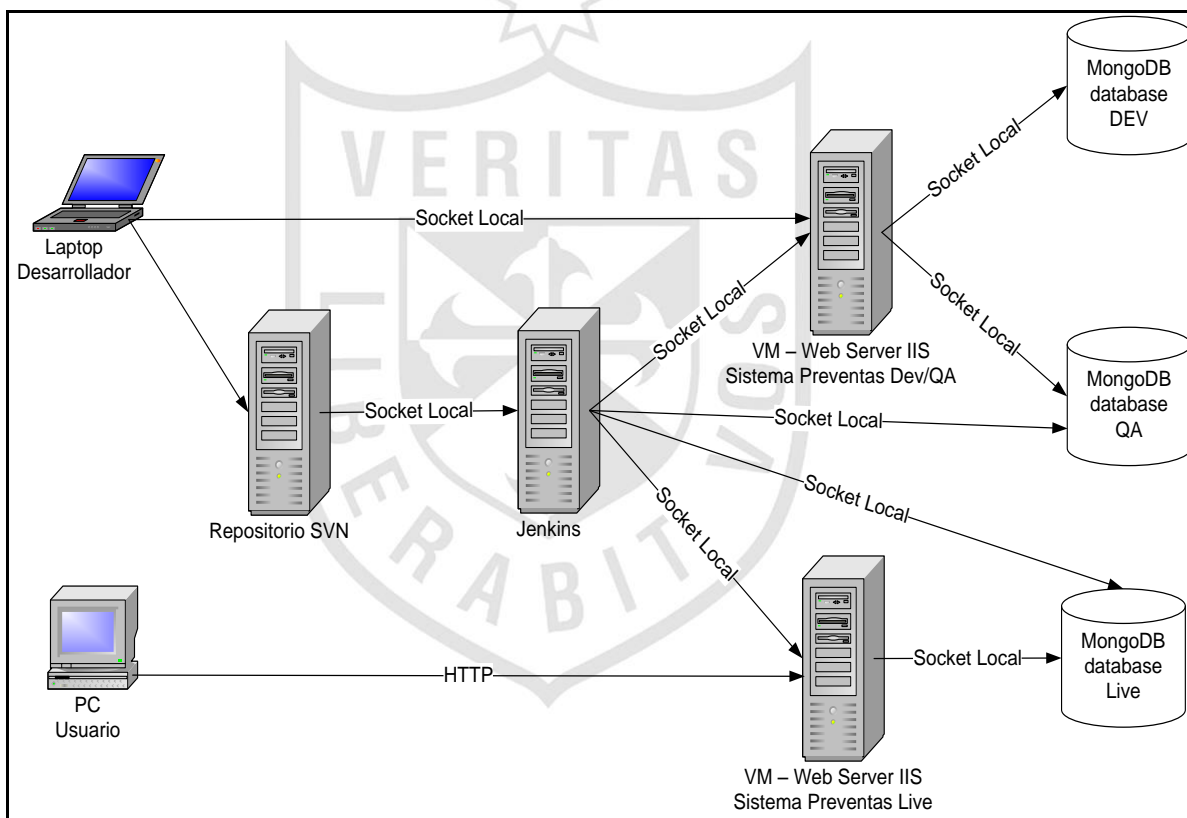 MongoDB
database
DEV
Socket Local
VERITAS
Socket Local
Laptop
Desarrollador
Socket Local
Socket Local
VM – Web Server IIS
Sistema Preventas Dev/QA
MongoDB
database
QA
Socket Local
Socket Local
Repositorio SVN
Jenkins
Socket Local
Socket Local
LIBERABIT VOS
MongoDB
database
Live
Socket Local
HTTP
PC
Usuario
VM – Web Server IIS
Sistema Preventas Live